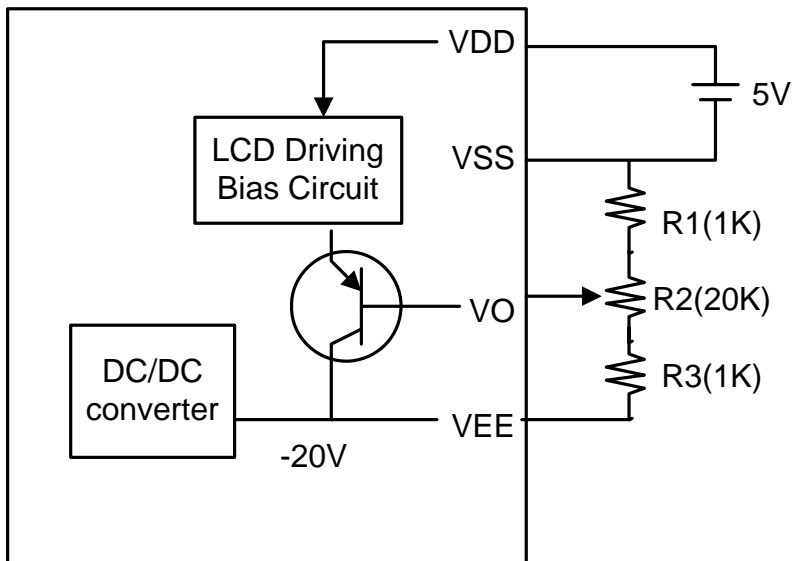 VDD
5V
LCD Driving
Bias Circuit
VSS
R1(1K)
VO
R2(20K)
DC/DC
converter
R3(1K)
VEE
-20V